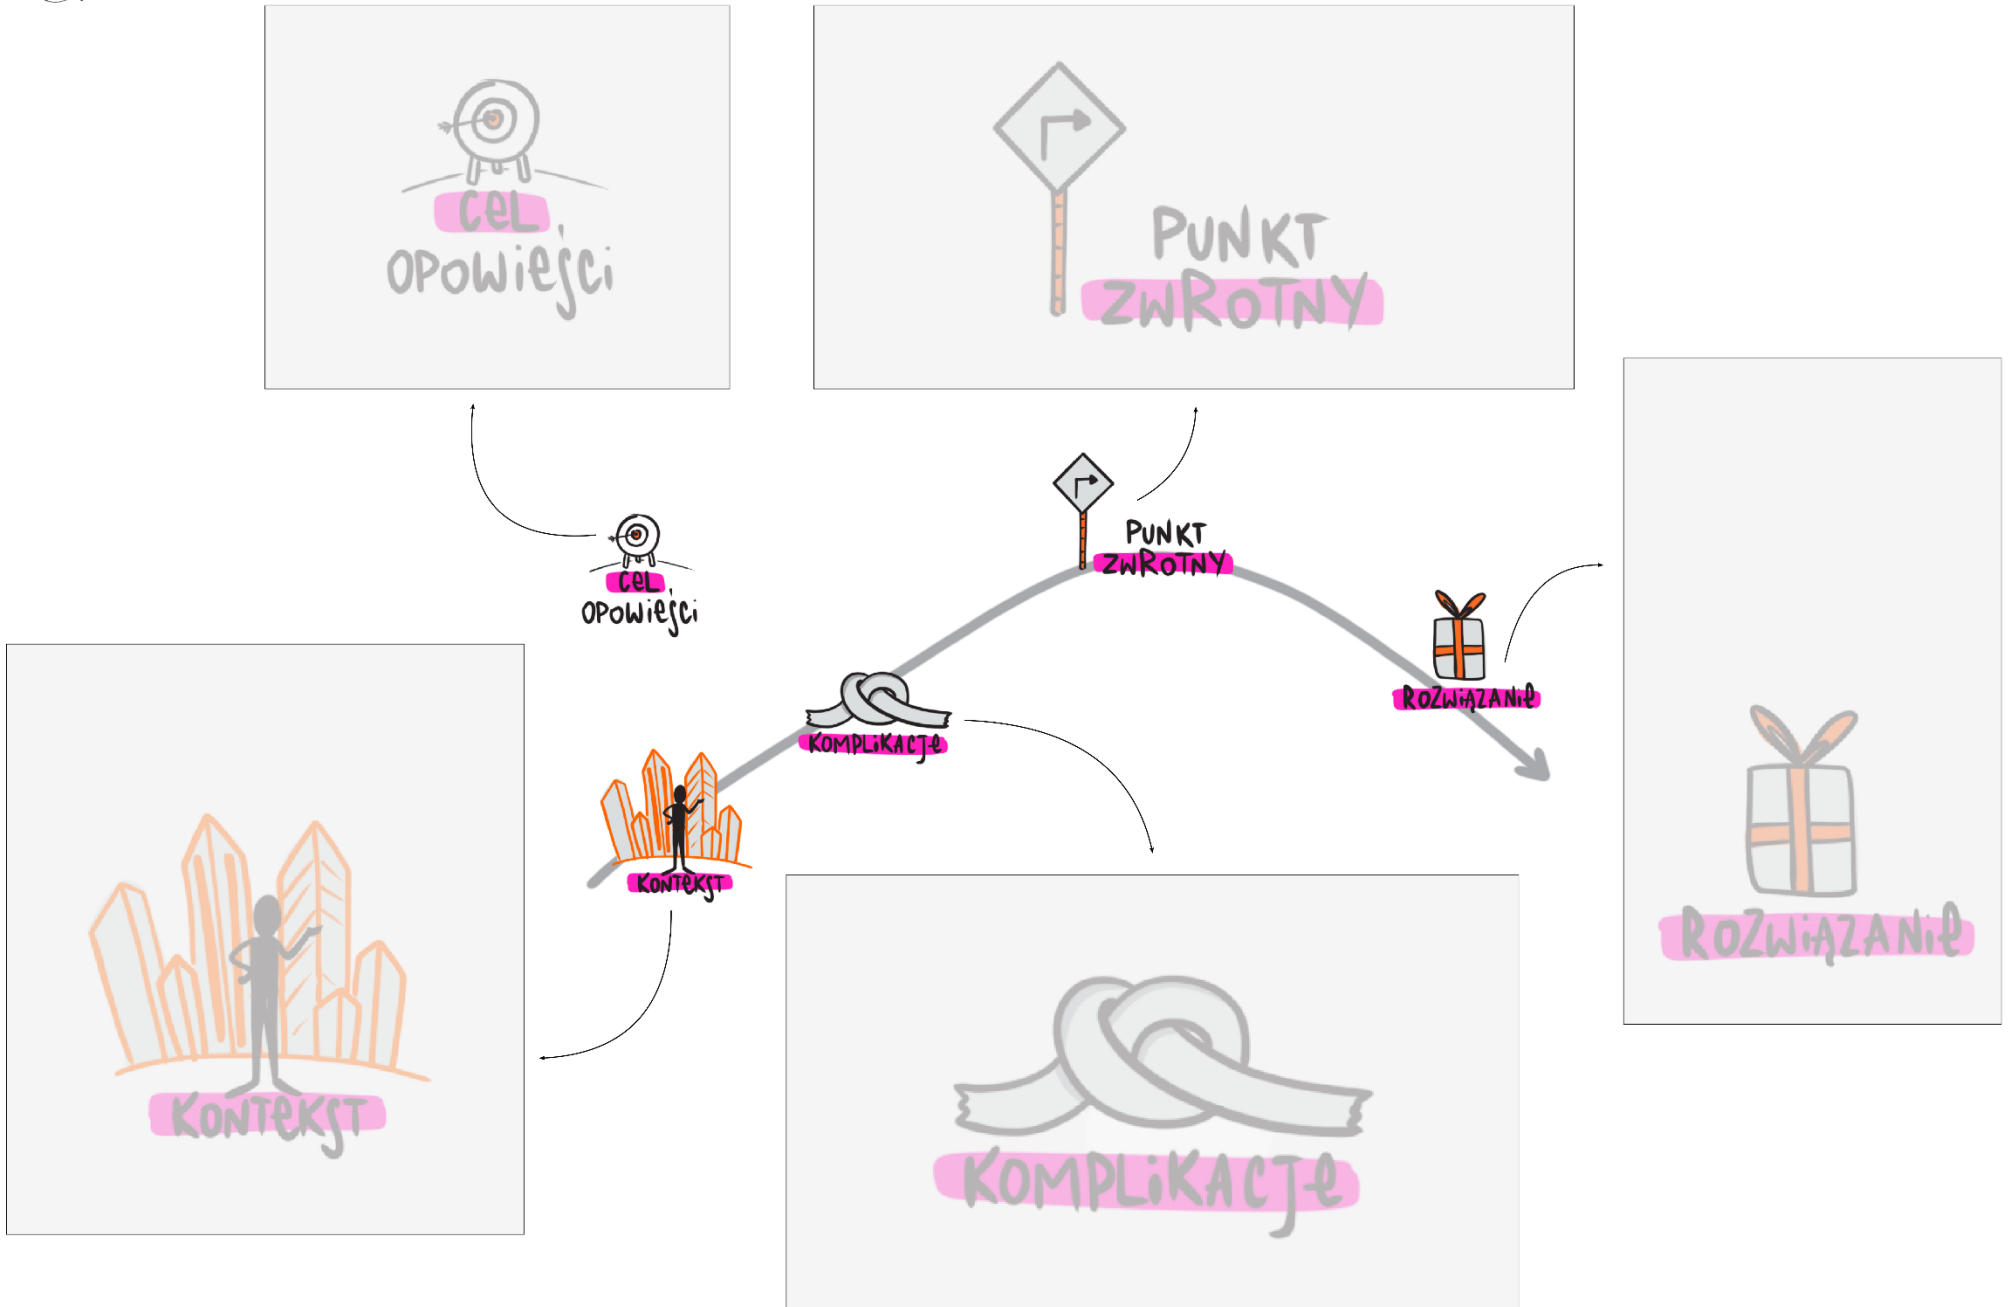 CeL
OPOWieści
PUNKT
ZWROTNY
CeL
OPOWieści
PUNKT
ZWROTNY
ROZWiĄZANie
KOMPLiKACJe
KONTeKST
ROZWiĄZANie
KONTeKST
KOMPLiKACJe